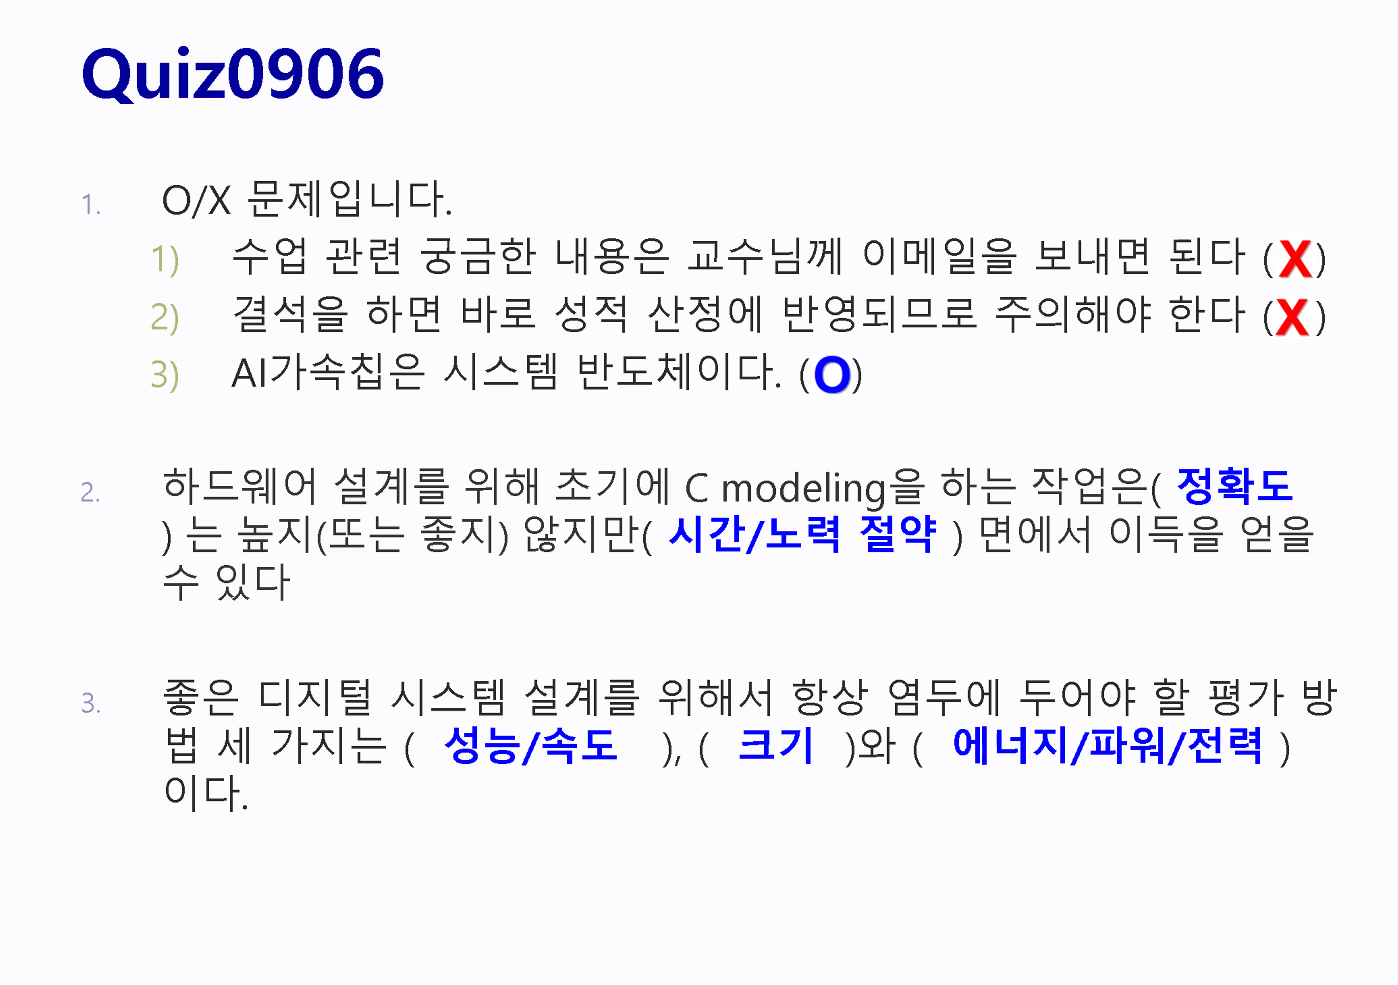 Quiz0906
1. O/X 문제입니다.
1) 수업 관련 궁금한 내용은 교수님께 이메일을 보내면 된다 (X)
2) 결석을 하면 바로 성적 산정에 반영되므로 주의해야 한다 (X)
3) AI가속칩은 시스템 반도체이다. (O)
2. 하드웨어 설계를 위해 초기에 C modeling을 하는 작업은( 정확도
) 는 높지(또는 좋지) 않지만( 시간/노력 절약 ) 면에서 이득을 얻을
수 있다
3. 좋은 디지털 시스템 설계를 위해서 항상 염두에 두어야 할 평가 방
법 세 가지는 ( 성능/속도 ), ( 크기 )와 ( 에너지/파워/전력 )
이다.